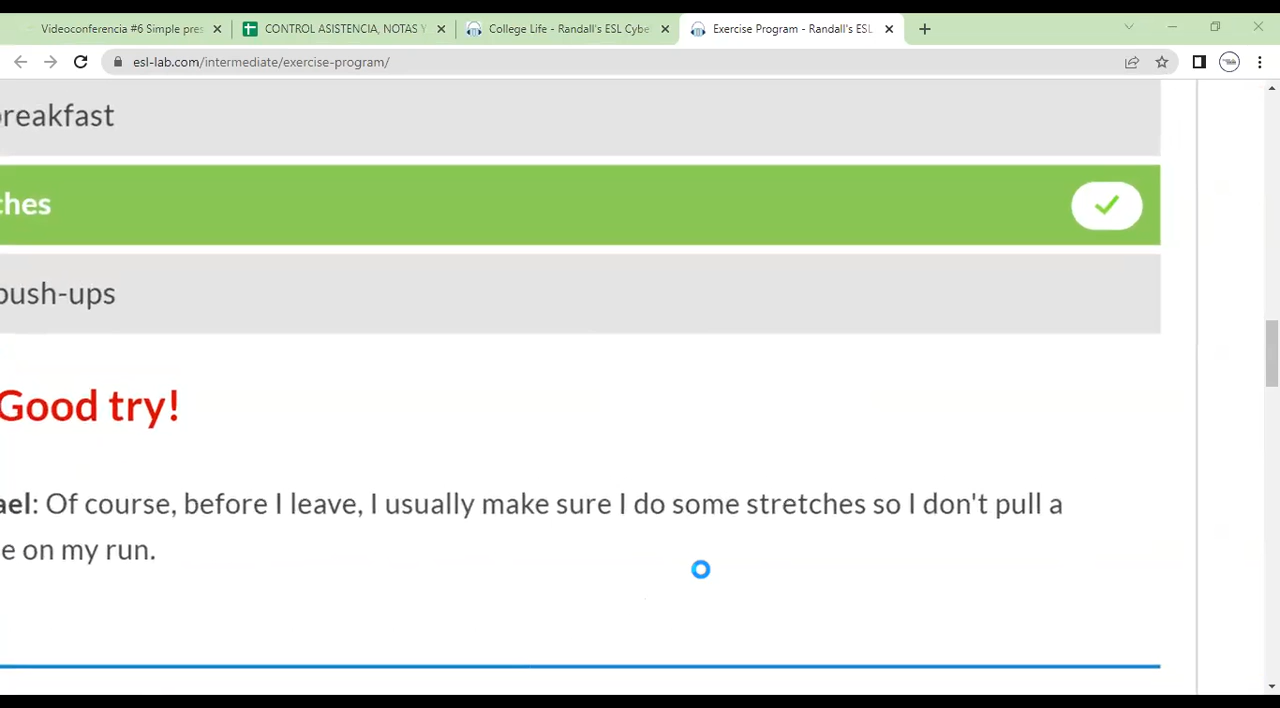 Videoconferencia #6 Simple pres
CONTROL ASISTENCIA, NOTAS Y
College Life - Randall's ESL Cybe
Exercise Program - Randall's ESL
esl-lab.com/intermediate/exercise-program/
breakfast
ches
push-ups
Good try!
ael: Of course, before I leave, I usually make sure I do some stretches so I don't pull a
e on my run.